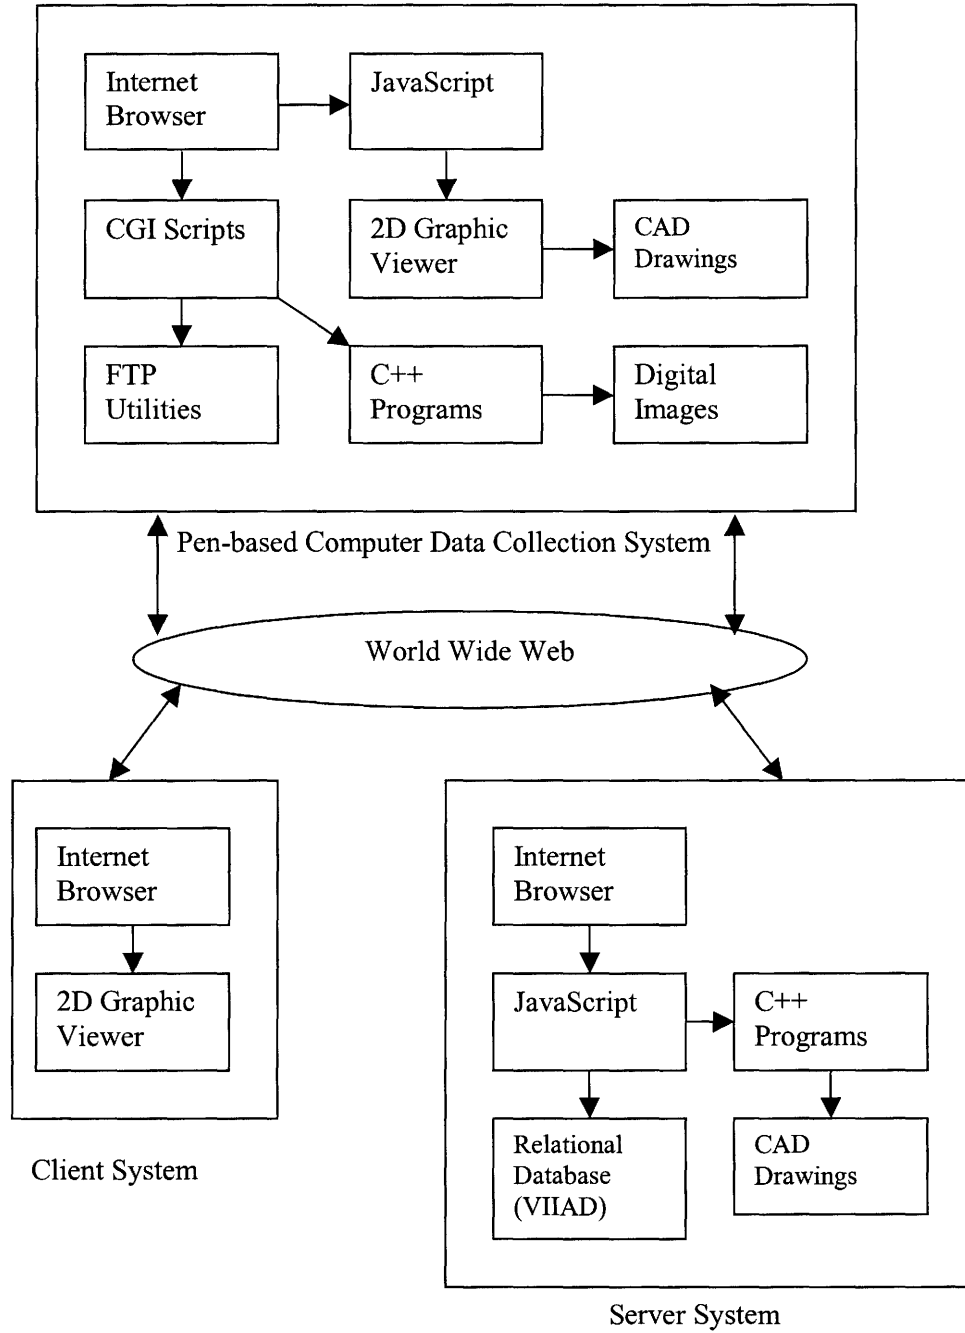 Internet
Browser
JavaScript
CGI Scripts
2D Graphic
Viewer
CAD
Drawings
FTP
Utilities
C++
Programs
Digital
Images
Pen-based Computer Data Collection System
World Wide Web
Internet
Browser
2D Graphic
Viewer
Client System
Internet
Browser
JavaScript
C++
Programs
Relational
Database
(VIIAD)
CAD
Drawings
Server System